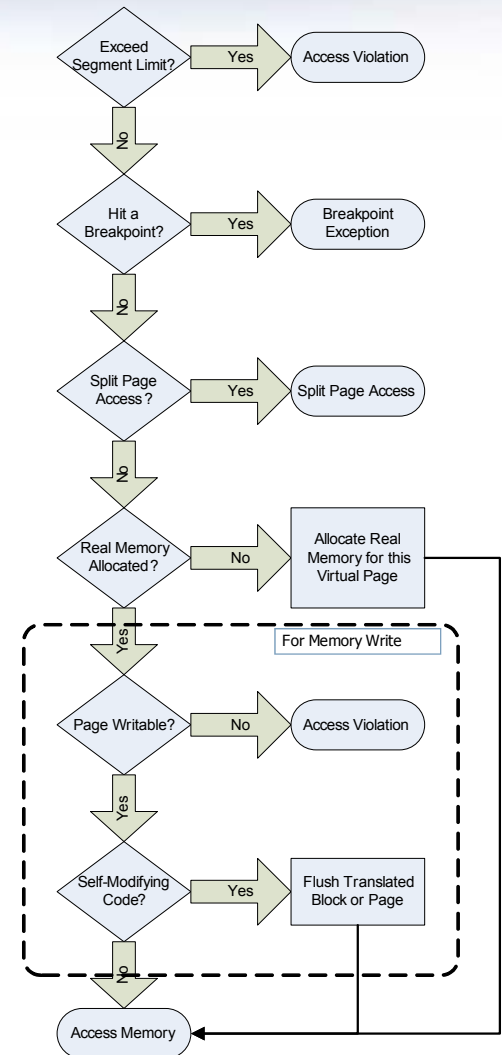 Exceed
Segment Limit?
Yes
Access Violation
No
Hit a
Breakpoint?
Yes
Breakpoint
Exception
No
Split Page
Access?
Yes
Split Page Access
No
Real Memory
Allocated?
No
Allocate Real
Memory for this
Virtual Page
Yes
For Memory Write
Page Writable?
No
Access Violation
Yes
Self-Modifying
Code?
Yes
Flush Translated
Block or Page
No
Access Memory